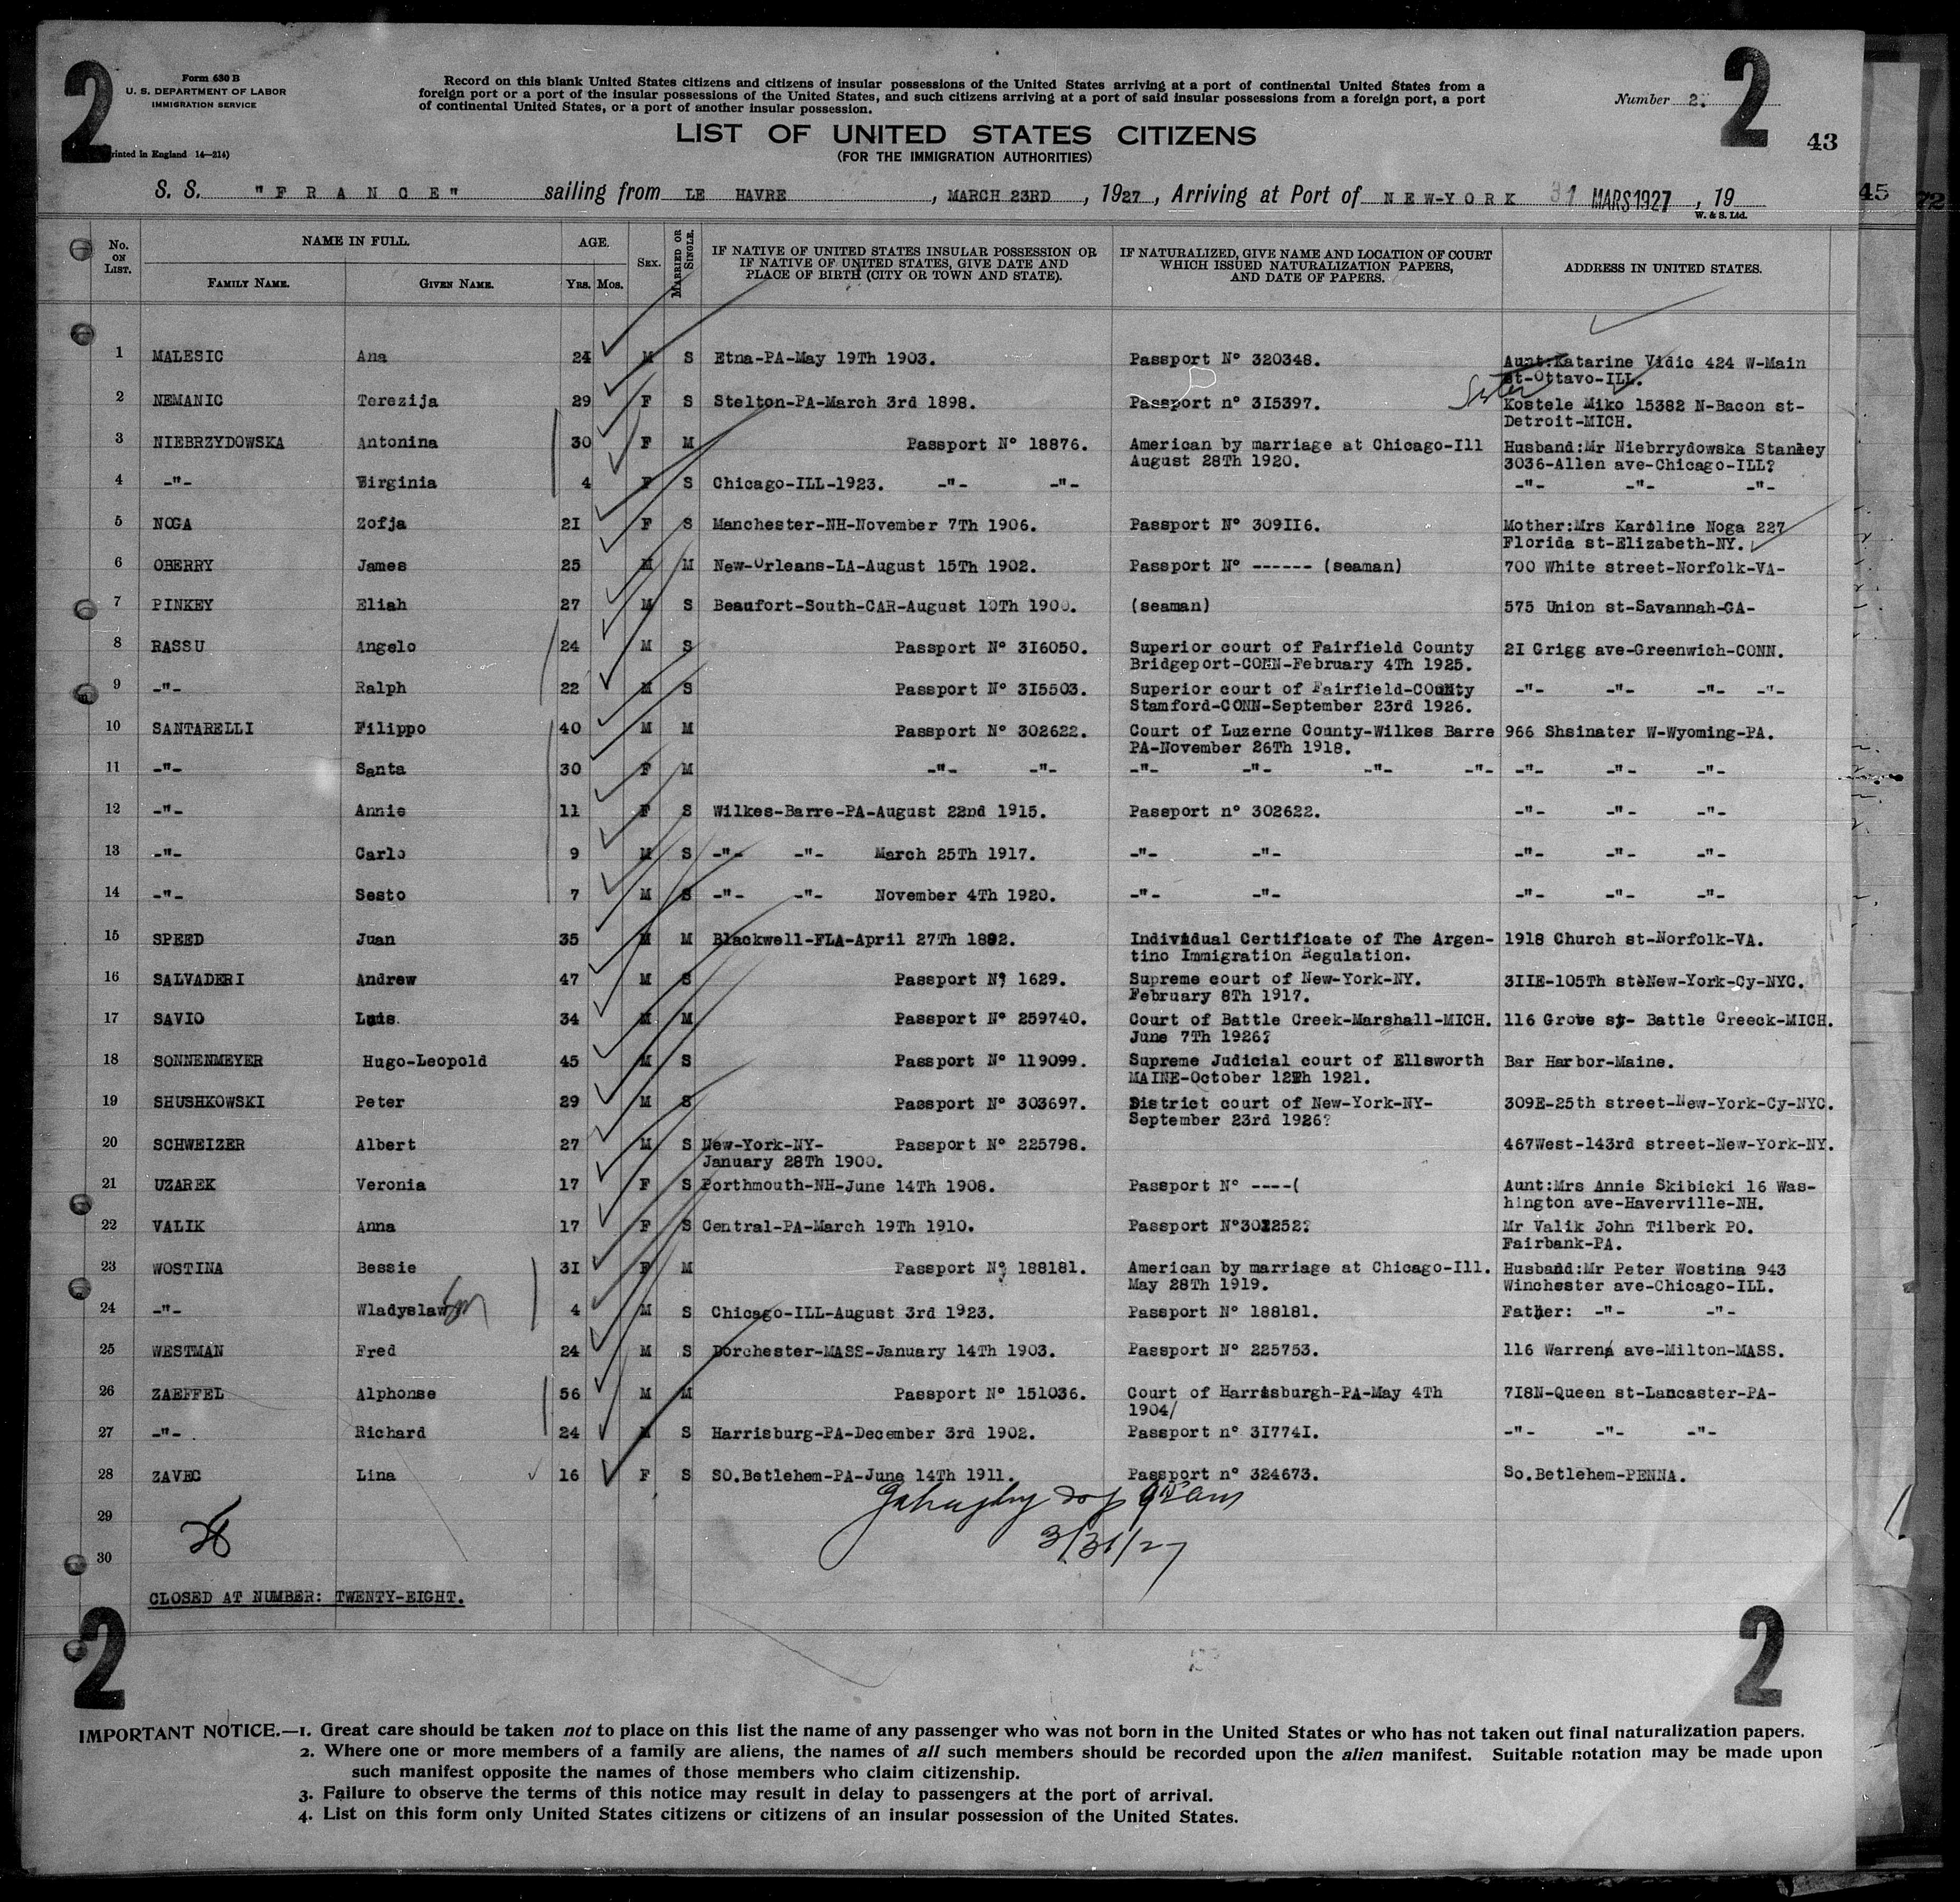 2
2
Form 630 B
U. S. DEPARTMENT OF LABOR
IMMIGRATION SERVICE
Record on this blank United States citizens and citizens of insular possessions of the United States arriving at a port of continental United States from a
foreign port or a port of the insular possessions of the United States, and such citizens arriving at a port of said insular possessions from a foreign port, a port
of continental United States, or a port of another insular possession.
Number 2.
LIST OF UNITED STATES CITIZENS
(FOR THE IMMIGRATION AUTHORITIES)
rinted in England 14—214)
43
S. S. "FRANCE" sailing from LE HAVRE, MARCH 23RD, 1927, Arriving at Port of NEW-YORK 31 MARS 1927, 19
45 72
W. & S. Ltd.
No. ON LIST. NAME IN FULL. FAMILY NAME. GIVEN NAME. AGE. YRS. MOS. SEX. MARRIED OR SINGLE. IF NATIVE OF UNITED STATES INSULAR POSSESSION OR IF NATIVE OF UNITED STATES, GIVE DATE AND PLACE OF BIRTH (CITY OR TOWN AND STATE). IF NATURALIZED, GIVE NAME AND LOCATION OF COURT WHICH ISSUED NATURALIZATION PAPERS, AND DATE OF PAPERS. ADDRESS IN UNITED STATES.
1 MALESIC Ana 24 M S Etna-PA-May 19Th 1903. Passport N° 320348. Aunt:Katarine Vidic 424 W-Main
st-Ottavo-ILL.
Sister
2 NEMANIC Terezija 29 F S Stelton-PA-March 3rd 1898. Passport n° 3I5397. Kostele Miko 15382 N-Bacon st-
Detroit-MICH.
3 NIEBRZYDOWSKA Antonina 30 F M Passport N° 18876. American by marriage at Chicago-Ill Husband:Mr Niebrrydowska Stanley
August 28Th 1920. 3036-Allen ave-Chicago-ILL?
4 -"- Virginia 4 F S Chicago-ILL-1923. -"- -"- -"- -"- -"-
5 NOGA Zofja 2I F S Manchester-NH-November 7Th 1906. Passport N° 309II6. Mother:Mrs Karoline Noga 227
Florida st-Elizabeth-NY.
6 OBERRY James 25 M M New-Orleans-LA-August 15Th 1902. Passport N° ------ (seaman) 700 White street-Norfolk-VA-
7 PINKEY Eliah 27 M S Beaufort-South-CAR-August 10Th 1900. (seaman) 575 Union st-Savannah-GA-
8 RASSU Angelo 24 M S Passport N° 3I6050. Superior court of Fairfield County 2I Grigg ave-Greenwich-CONN.
Bridgeport-CONN-February 4Th 1925.
9 -"- Ralph 22 M S Passport N° 3I5503. Superior court of Fairfield-COUNty -"- -"- -"- -"-
Stamford-CONN-September 23rd 1926.
10 SANTARELLI Filippo 40 M M Passport N° 302622. Court of Luzerne County-Wilkes Barre 966 Shsinater W-Wyoming-PA.
PA-November 26Th 1918.
11 -"- Santa 30 F M -"- -"- -"- -"- -"- -"- -"- -"- -"-
12 -"- Annie 11 F S Wilkes-Barre-PA-August 22nd 1915. Passport n° 302622. -"- -"- -"-
13 -"- Carlo 9 M S -"- -"- March 25Th 1917. -"- -"- -"- -"- -"-
14 -"- Sesto 7 M S -"- -"- November 4Th 1920. -"- -"- -"- -"- -"-
15 SPEED Juan 35 M M Blackwell-FLA-April 27Th 1892. Individual Certificate of The Argen- 1918 Church st-Norfolk-VA.
tino Immigration Regulation.
16 SALVADERI Andrew 47 M S Passport N° 1629. Supreme court of New-York-NY. 3IIE-105Th st New-York-Cy-NYC.
February 8Th 1917.
17 SAVIO Luis. 34 M M Passport N° 259740. Court of Battle Creek-Marshall-MICH. 116 Grove st- Battle Creeck-MICH.
June 7Th 1926?
18 SONNENMEYER Hugo-Leopold 45 M S Passport N° 119099. Supreme Judicial court of Ellsworth Bar Harbor-Maine.
MAINE-October 12Th 1921.
19 SHUSHKOWSKI Peter 29 M S Passport N° 303697. District court of New-York-NY- 309E-25th street-New-York-Cy-NYC.
September 23rd 1926?
20 SCHWEIZER Albert 27 M S New-York-NY- Passport N° 225798. 467West-143rd street-New-York-NY.
January 28Th 1900.
21 UZAREK Veronia 17 F S Porthmouth-NH-June 14Th 1908. Passport N° ----( Aunt:Mrs Annie Skibicki 16 Was-
hington ave-Haverville-NH.
22 VALIK Anna 17 F S Central-PA-March 19Th 1910. Passport N° Mr Valik John Tilberk PO.
Fairbank-PA.
23 WOSTINA Bessie 3I F M Passport N° 188181. American by marriage at Chicago-Ill. Husband:Mr Peter Wostina 943
May 28Th 1919. Winchester ave-Chicago-ILL.
24 -"- Wladyslaw 4 M S Chicago-ILL-August 3rd 1923. Passport N° 188181. Father: -"- -"-
25 WESTMAN Fred 24 M S Dorchester-MASS-January 14Th 1903. Passport N° 225753. 116 Warren ave-Milton-MASS.
26 ZAEFFEL Alphonse 56 M M Passport N° 151036. Court of Harrisburgh-PA-May 4Th 7I8N-Queen st-Lancaster-PA-
1904/
27 -"- Richard 24 M S Harrisburg-PA-December 3rd 1902. Passport n° 3I774I. -"- -"- -"-
28 ZAVEC Lina 16 F S SO.Betlehem-PA-June 14Th 1911. Passport n° 324673. So.Betlehem-PENNA.
29
28
3/31/27
30
CLOSED AT NUMBER: TWENTY-EIGHT.
2
2
IMPORTANT NOTICE.—1. Great care should be taken not to place on this list the name of any passenger who was not born in the United States or who has not taken out final naturalization papers.
2. Where one or more members of a family are aliens, the names of all such members should be recorded upon the alien manifest. Suitable notation may be made upon
such manifest opposite the names of those members who claim citizenship.
3. Failure to observe the terms of this notice may result in delay to passengers at the port of arrival.
4. List on this form only United States citizens or citizens of an insular possession of the United States.